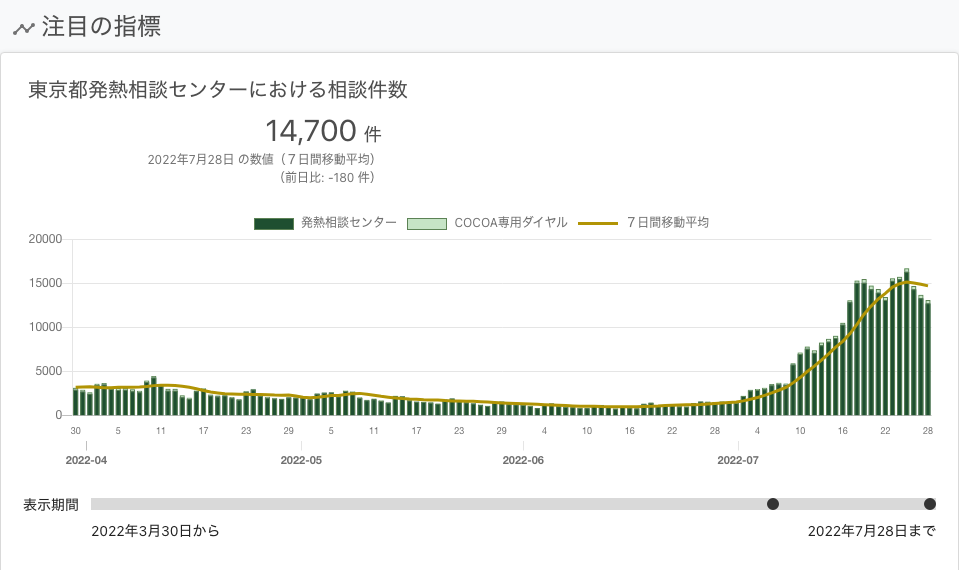 注目の指標
東京都発熱相談センターにおける相談件数
14,700 件
2022年7月28日 の数値（７日間移動平均）
（前日比: -180 件）
発熱相談センター COCOA専用ダイヤル ７日間移動平均
20000
15000
10000
5000
0
30 5 11 17 23 29 5 11 17 23 29 4 10 16 22 28 4 10 16 22 28
2022-04 2022-05 2022-06 2022-07
表示期間
2022年3月30日から 2022年7月28日まで